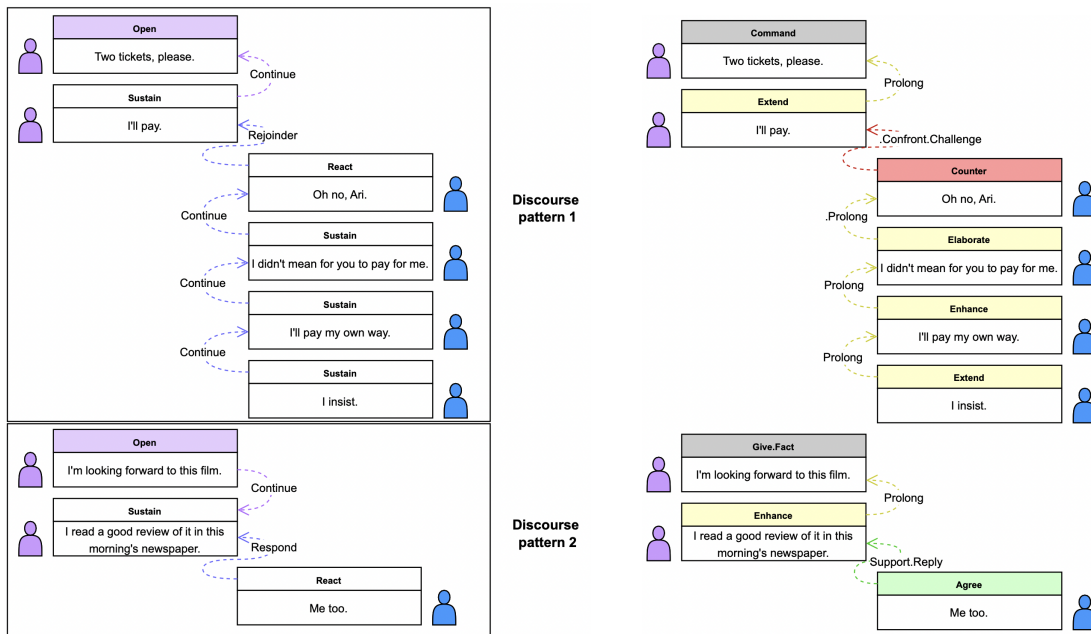 Open
Two tickets, please.
Continue
Sustain
I'll pay.
Rejoinder
React
Oh no, Ari.
Continue
Sustain
I didn't mean for you to pay for me.
Continue
Sustain
I'll pay my own way.
Continue
Sustain
I insist.
Discourse
pattern 1
Command
Two tickets, please.
Prolong
Extend
I'll pay.
.Confront.Challenge
Counter
Oh no, Ari.
.Prolong
Elaborate
I didn't mean for you to pay for me.
Prolong
Enhance
I'll pay my own way.
Prolong
Extend
I insist.
Open
I'm looking forward to this film.
Continue
Sustain
I read a good review of it in this
morning's newspaper.
Respond
React
Me too.
Discourse
pattern 2
Give.Fact
I'm looking forward to this film.
Prolong
Enhance
I read a good review of it in this
morning's newspaper.
Support.Reply
Agree
Me too.